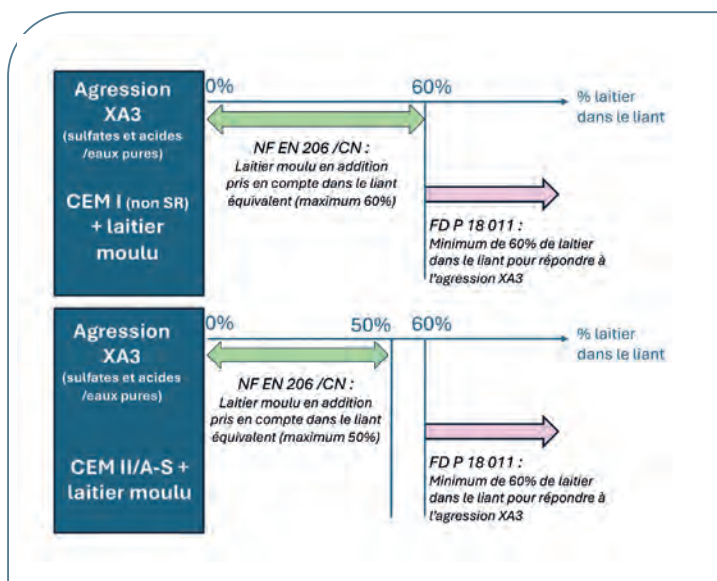 Agression
XA3
(sulfates et acides
/eaux pures)
CEM I (non SR)
+ laitier
moulu
0%
60%
% laitier
dans le liant
NF EN 206 /CN :
Laitier moulu en addition
pris en compte dans le liant
équivalent (maximum 60%)
FD P 18 011 :
Minimum de 60% de laitier
dans le liant pour répondre à
l'agression XA3
Agression
XA3
(sulfates et acides
/eaux pures)
CEM II/A-S +
laitier moulu
0%
50%
60%
% laitier
dans le liant
NF EN 206 /CN :
Laitier moulu en addition
pris en compte dans le liant
équivalent (maximum 50%)
FD P 18 011 :
Minimum de 60% de laitier
dans le liant pour répondre à
l'agression XA3